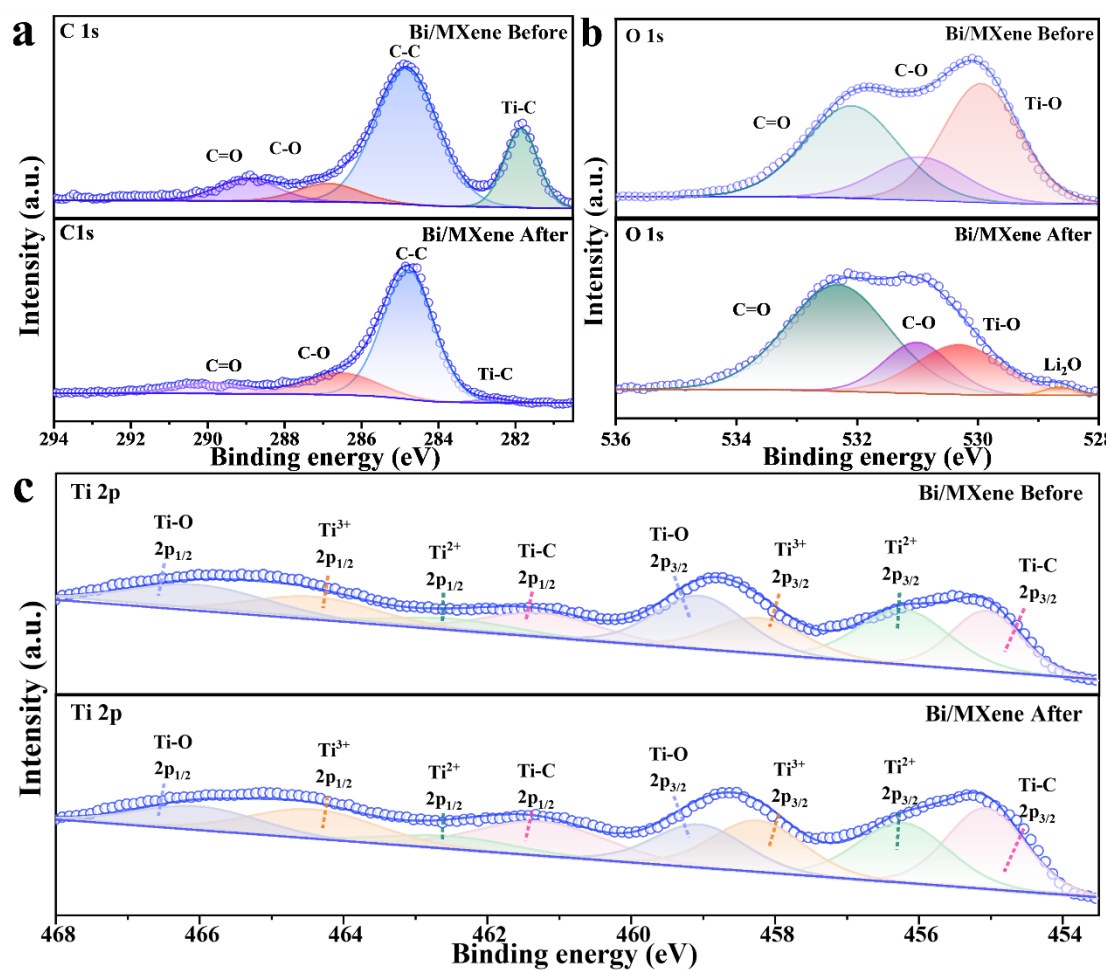 a
C 1s
Bi/MXene Before
C-C
Ti-C
C-O
C=O
C1s
Bi/MXene After
C-C
C-O
C=O
Ti-C
294 292 290 288 286 284 282
Binding energy (eV)
Intensity (a.u.)
b
O 1s
Bi/MXene Before
C-O
Ti-O
C=O
O 1s
Bi/MXene After
C=O
C-O
Ti-O
Li₂O
536 534 532 530 528
Binding energy (eV)
Intensity (a.u.)
c
Ti 2p
Bi/MXene Before
Ti-O
2p₁/₂
Ti³⁺
2p₁/₂
Ti²⁺
2p₁/₂
Ti-C
2p₁/₂
Ti-O
2p₃/₂
Ti³⁺
2p₃/₂
Ti²⁺
2p₃/₂
Ti-C
2p₃/₂
Ti 2p
Bi/MXene After
Ti-O
2p₁/₂
Ti³⁺
2p₁/₂
Ti²⁺
2p₁/₂
Ti-C
2p₁/₂
Ti-O
2p₃/₂
Ti³⁺
2p₃/₂
Ti²⁺
2p₃/₂
Ti-C
2p₃/₂
468 466 464 462 460 458 456 454
Binding energy (eV)
Intensity (a.u.)